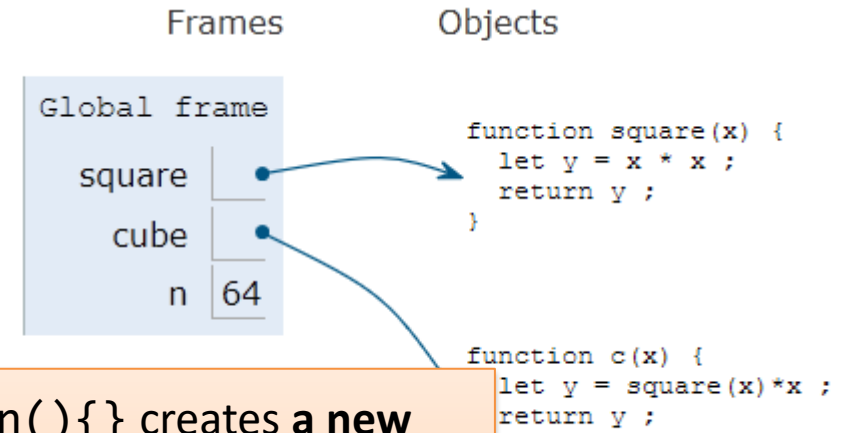 Frames Objects
Global frame
square
cube
n 64
function square(x) {
let y = x * x ;
return y ;
}
function c(x) {
let y = square(x)*x ;
return y ;
n(){} creates a new